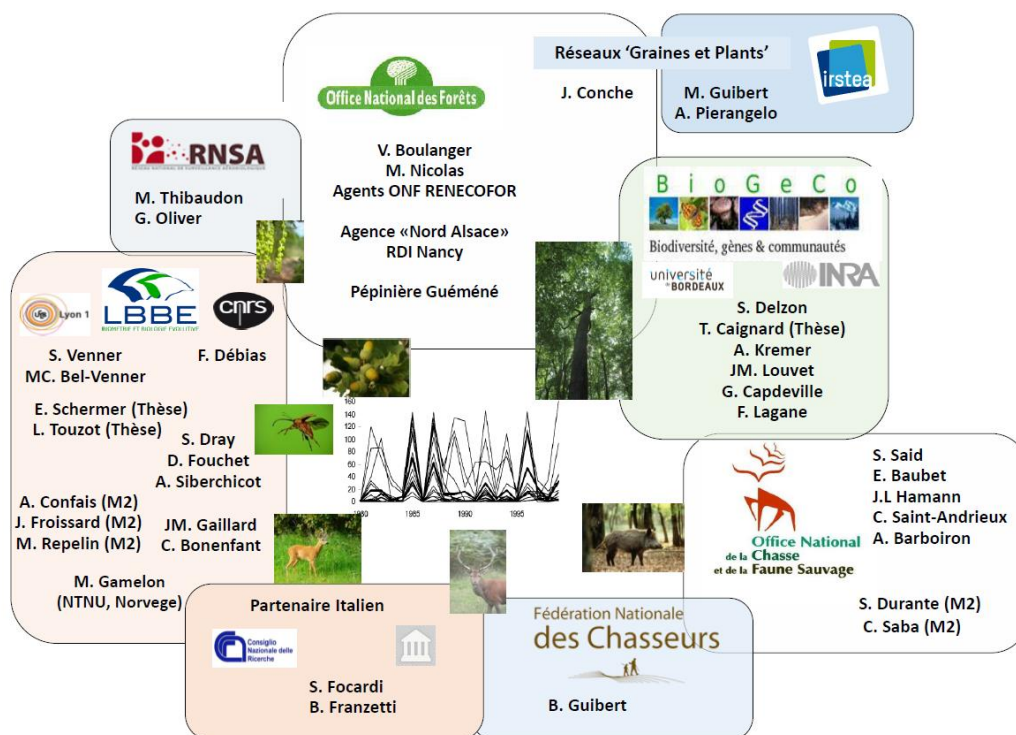 Office National des Forêts
Réseaux ‘Graines et Plants’
J. Conche
V. Boulanger
M. Nicolas
Agents ONF RENECOFOR
Agence «Nord Alsace»
RDI Nancy
Pépinière Guéméné
irstea
M. Guibert
A. Pierangelo
RNSA
M. Thibaudon
G. Oliver
BioGeCo
Biodiversité, gènes & communautés
université
de BORDEAUX
INRA
S. Delzon
T. Caignard (Thèse)
A. Kremer
JM. Louvet
G. Capdeville
F. Lagane
Lyon 1
LBBE
BIOMETRIE ET BIOLOGIE EVOLUTIVE
cnrs
S. Venner
MC. Bel-Venner
F. Débias
E. Schermer (Thèse)
L. Touzot (Thèse)
S. Dray
D. Fouchet
A. Siberchicot
A. Confais (M2)
J. Froissard (M2)
M. Repelin (M2)
JM. Gaillard
C. Bonenfant
M. Gamelon
(NTNU, Norvege)
160
140
120
100
80
60
40
20
0
1980
1985
1990
1995
Office National
de la Chasse
et de la Faune Sauvage
S. Said
E. Baubet
J.L Hamann
C. Saint-Andrieux
A. Barboiron
S. Durante (M2)
C. Saba (M2)
Partenaire Italien
Consiglio
Nazionale delle
Ricerche
S. Focardi
B. Franzetti
Fédération Nationale
des Chasseurs
B. Guibert